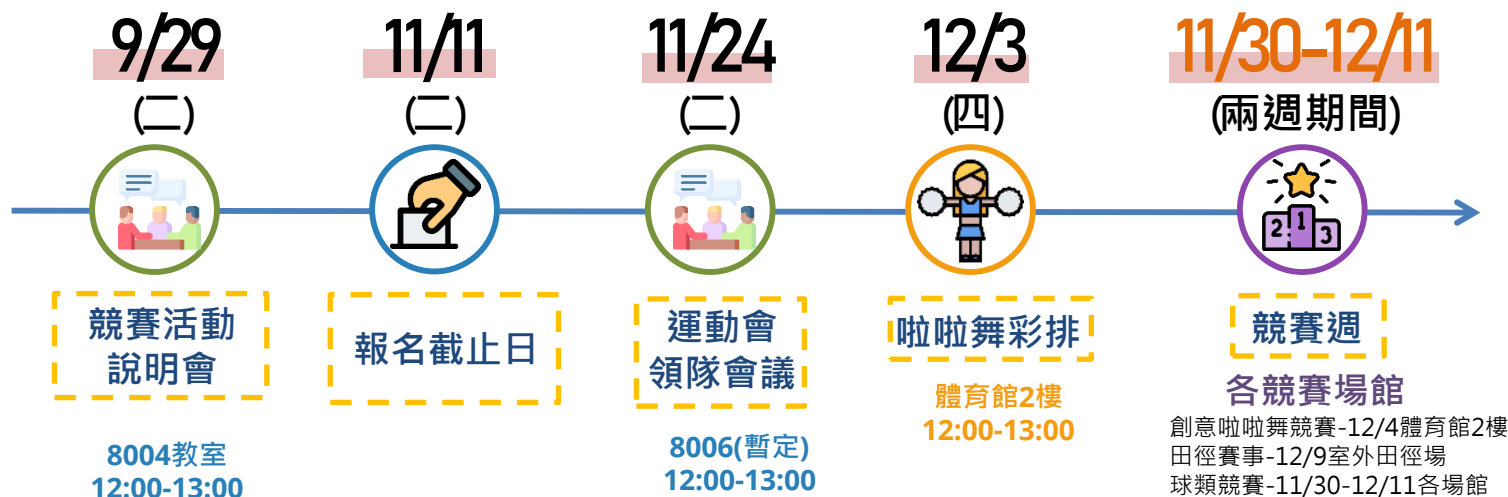 9/29
(二)
競賽活動
說明會
8004教室
12:00-13:00
11/11
(二)
報名截止日
11/24
(二)
運動會
領隊會議
8006(暫定)
12:00-13:00
12/3
(四)
啦啦舞彩排
體育館2樓
12:00-13:00
11/30-12/11
(兩週期間)
2 1 3
競賽週
各競賽場館
創意啦啦舞競賽-12/4體育館2樓
田徑賽事-12/9室外田徑場
球類競賽-11/30-12/11各場館